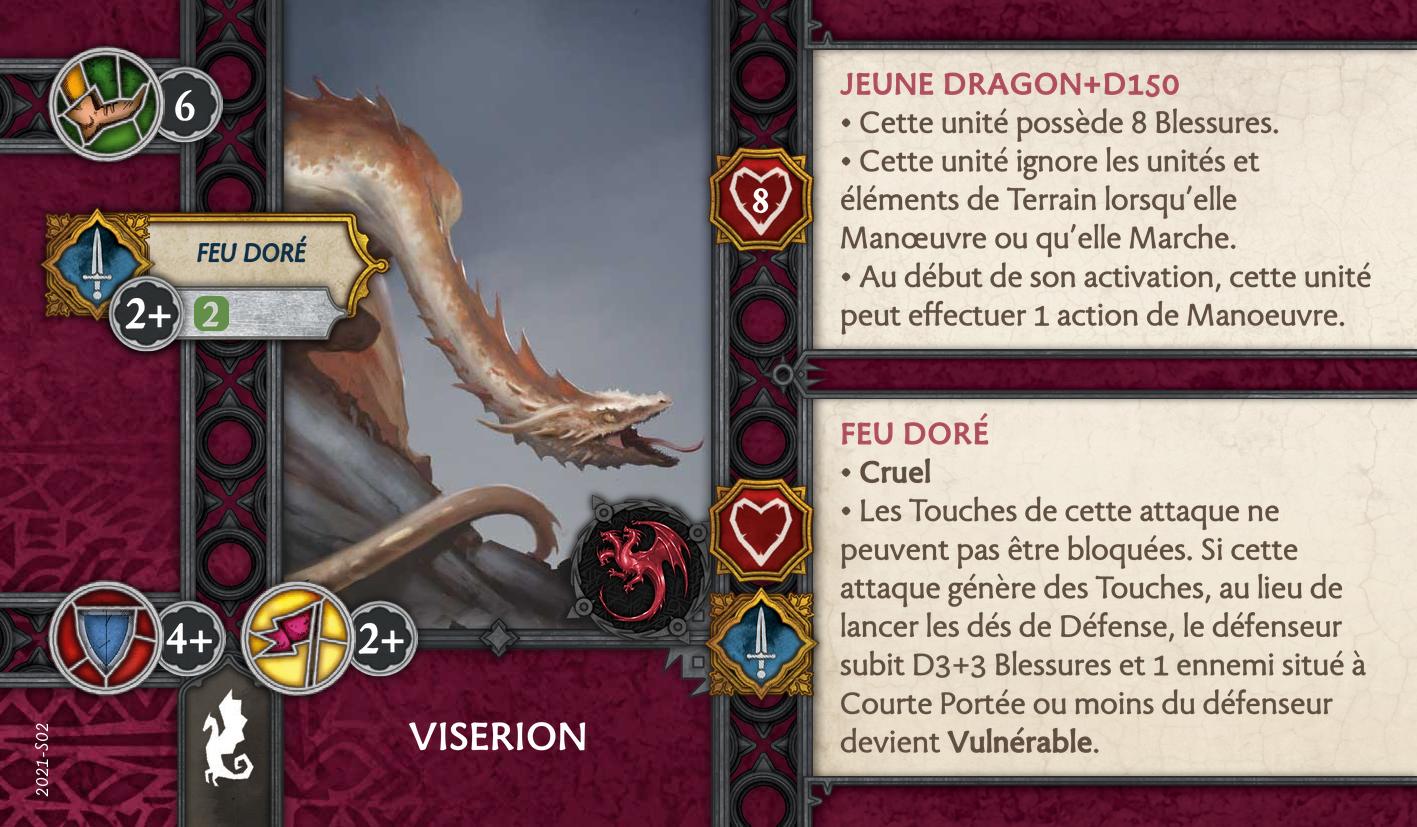 6
FEU DORÉ
2+ 2
4+
2+
VISERION
2021-S02
8
JEUNE DRAGON+D150
• Cette unité possède 8 Blessures.
• Cette unité ignore les unités et
éléments de Terrain lorsqu'elle
Manœuvre ou qu'elle Marche.
• Au début de son activation, cette unité
peut effectuer 1 action de Manoeuvre.
FEU DORÉ
• Cruel
• Les Touches de cette attaque ne
peuvent pas être bloquées. Si cette
attaque génère des Touches, au lieu de
lancer les dés de Défense, le défenseur
subit D3+3 Blessures et 1 ennemi situé à
Courte Portée ou moins du défenseur
devient Vulnérable.